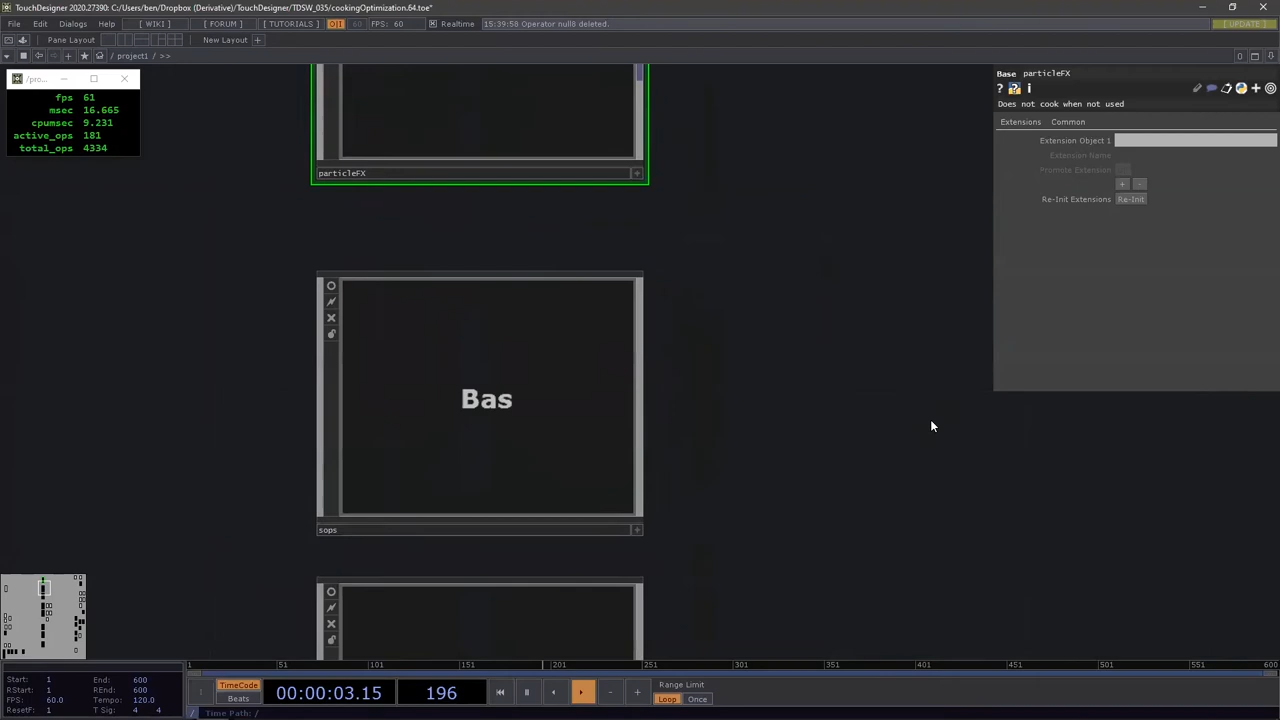 TouchDesigner 2020.27390: C:/Users/ben/Dropbox (Derivative)/TouchDesigner/TDSW_035/cookingOptimization.64.toe*
File Edit Dialogs Help [ WIKI ] [ FORUM ] [ TUTORIALS ] O|I 60 FPS: 60 Realtime 15:39:58 Operator null8 deleted. [ UPDATE ]
Pane Layout New Layout +
/ project1 / >> 0
/pro...
fps 61
msec 16.665
cpumsec 9.231
active_ops 181
total_ops 4334
particleFX +
Base particleFX
? ? i
Does not cook when not used
Extensions Common
Extension Object 1
Extension Name
Promote Extension
+ -
Re-Init Extensions Re-Init
Bas
sops +
1 51 101 151 201 251 301 351 401 451 501 551 600
Start: 1 End: 600
RStart: 1 REnd: 600
FPS: 60.0 Tempo: 120.0
ResetF: 1 T Sig: 4 4
TimeCode
Beats
00:00:03.15 196
- +
Range Limit
Loop Once
/ Time Path: /